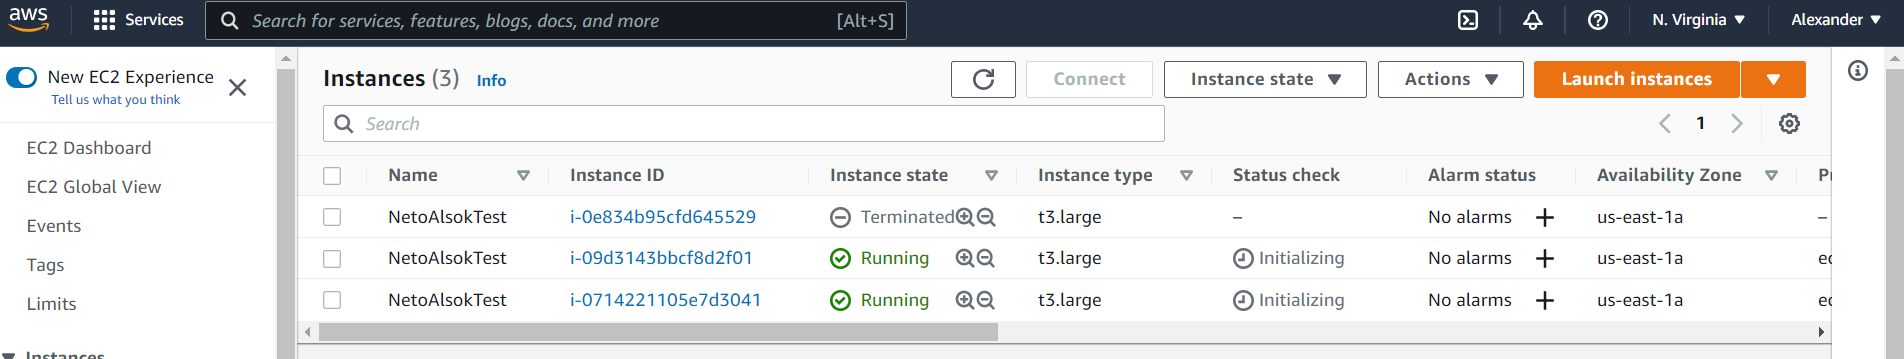 aws
Services
Search for services, features, blogs, docs, and more [Alt+S]
N. Virginia
Alexander
New EC2 Experience
Tell us what you think
EC2 Dashboard
EC2 Global View
Events
Tags
Limits
Instances
Instances (3) Info
Connect
Instance state
Actions
Launch instances
Search
1
Name Instance ID Instance state Instance type Status check Alarm status Availability Zone
NetoAlsokTest i-0e834b95cfd645529 Terminated t3.large – No alarms + us-east-1a –
NetoAlsokTest i-09d3143bbcf8d2f01 Running t3.large Initializing No alarms + us-east-1a
NetoAlsokTest i-0714221105e7d3041 Running t3.large Initializing No alarms + us-east-1a